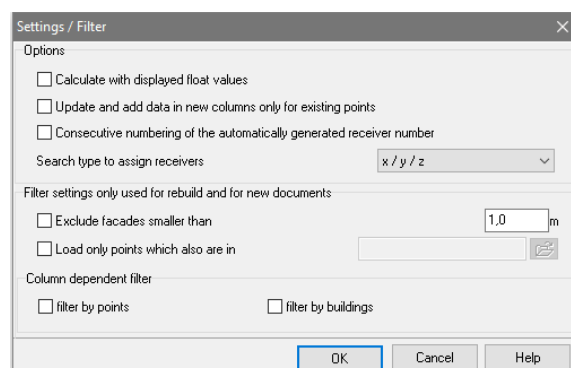 Settings / Filter
Options
Calculate with displayed float values
Update and add data in new columns only for existing points
Consecutive numbering of the automatically generated receiver number
Search type to assign receivers x / y / z
Filter settings only used for rebuild and for new documents
Exclude facades smaller than 1,0 m
Load only points which also are in
Column dependent filter
filter by points filter by buildings
OK Cancel Help